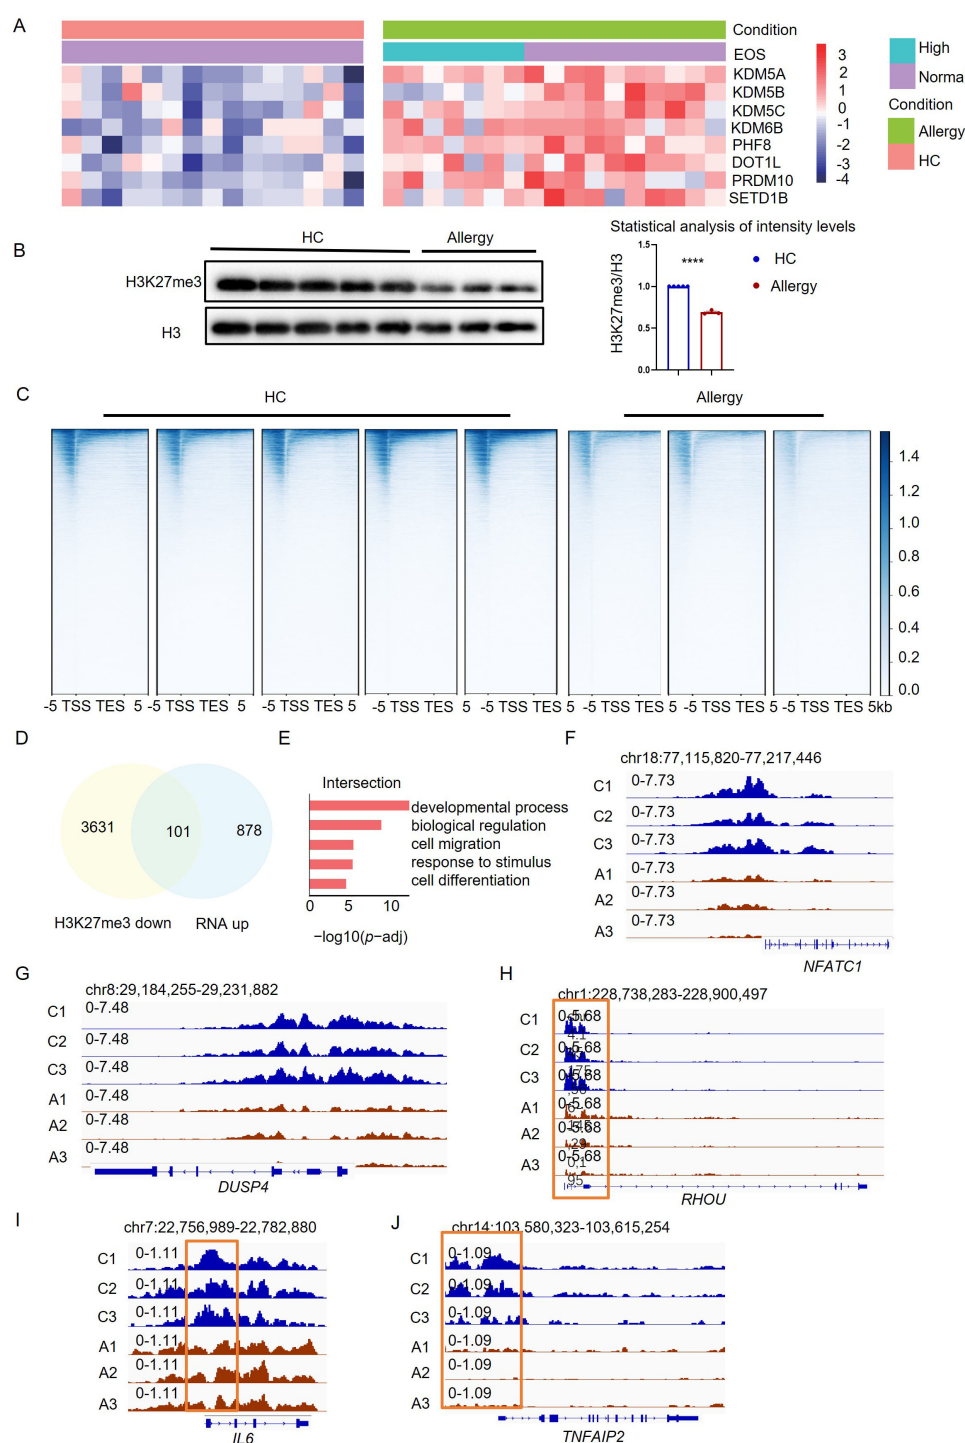 A
Condition
EOS
KDM5A
KDM5B
KDM5C
KDM6B
PHF8
DOT1L
PRDM10
SETD1B
3
2
1
0
-1
-2
-3
-4
High
Norma
Condition
Allergy
HC
B
HC
Allergy
H3K27me3
H3
Statistical analysis of intensity levels
H3K27me3/H3
1.5
1.0
0.5
0.0
****
HC
Allergy
C
HC
Allergy
1.4
1.2
1.0
0.8
0.6
0.4
0.2
0.0
-5 TSS TES 5 -5 TSS TES 5 -5 TSS TES 5 -5 TSS TES 5 -5 TSS TES 5 -5 TSS TES 5 -5 TSS TES 5 -5 TSS TES 5kb
D
3631
101
878
H3K27me3 down
RNA up
E
Intersection
developmental process
biological regulation
cell migration
response to stimulus
cell differentiation
0 5 10
−log10(p−adj)
F
chr18:77,115,820-77,217,446
C1 0-7.73
C2 0-7.73
C3 0-7.73
A1 0-7.73
A2 0-7.73
A3 0-7.73
NFATC1
G
chr8:29,184,255-29,231,882
C1 0-7.48
C2 0-7.48
C3 0-7.48
A1 0-7.48
A2 0-7.48
A3 0-7.48
DUSP4
H
chr1:228,738,283-228,900,497
C1 0-5.68
C2 0-5.68
C3 0-5.68
A1 0-5.68
A2 0-5.68
A3 0-5.68
RHOU
I
chr7:22,756,989-22,782,880
C1 0-1.11
C2 0-1.11
C3 0-1.11
A1 0-1.11
A2 0-1.11
A3 0-1.11
IL6
J
chr14:103,580,323-103,615,254
C1 0-1.09
C2 0-1.09
C3 0-1.09
A1 0-1.09
A2 0-1.09
A3 0-1.09
TNFAIP2